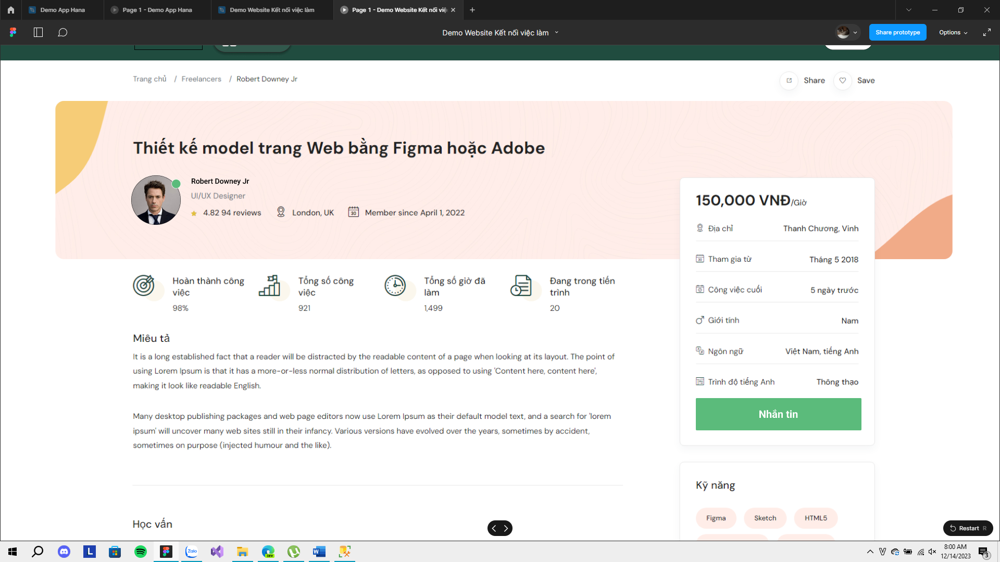 Demo App Hana
Page 1 - Demo App Hana
Demo Website Kết nối việc làm
Page 1 - Demo Website Kết nối việ
Demo Website Kết nối việc làm
Share prototype
Options
Trang chủ / Freelancers / Robert Downey Jr
Share
Save
Thiết kế model trang Web bằng Figma hoặc Adobe
Robert Downey Jr
UI/UX Designer
4.82 94 reviews
London, UK
30
Member since April 1, 2022
150,000 VNĐ/Giờ
Địa chỉ
Thanh Chương, Vinh
Tham gia từ
Tháng 5 2018
Công việc cuối
5 ngày trước
Giới tính
Nam
Ngôn ngữ
Việt Nam, tiếng Anh
Trình độ tiếng Anh
Thông thạo
Nhắn tin
Hoàn thành công
việc
98%
Tổng số công
việc
921
Tổng số giờ đã
làm
1,499
Đang trong tiến
trình
20
Miêu tả
It is a long established fact that a reader will be distracted by the readable content of a page when looking at its layout. The point of
using Lorem Ipsum is that it has a more-or-less normal distribution of letters, as opposed to using 'Content here, content here',
making it look like readable English.
Many desktop publishing packages and web page editors now use Lorem Ipsum as their default model text, and a search for 'lorem
ipsum' will uncover many web sites still in their infancy. Various versions have evolved over the years, sometimes by accident,
sometimes on purpose (injected humour and the like).
Học vấn
Kỹ năng
Figma
Sketch
HTML5
Restart R
L
Zalo
DEV
8:00 AM
12/14/2023
3